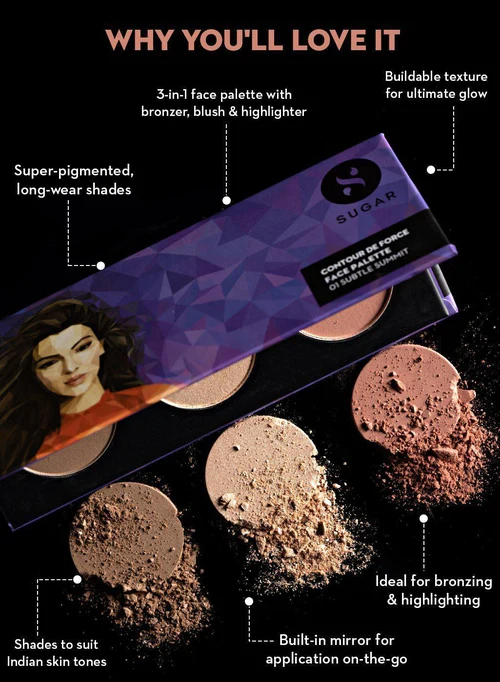 WHY YOU'LL LOVE IT
Buildable texture
for ultimate glow
3-in-1 face palette with
bronzer, blush & highlighter
Super-pigmented,
long-wear shades
SUGAR
CONTOUR DE FORCE
FACE PALETTE
01 SUBTLE SUMMIT
Ideal for bronzing
& highlighting
Shades to suit
Indian skin tones
Built-in mirror for
application on-the-go